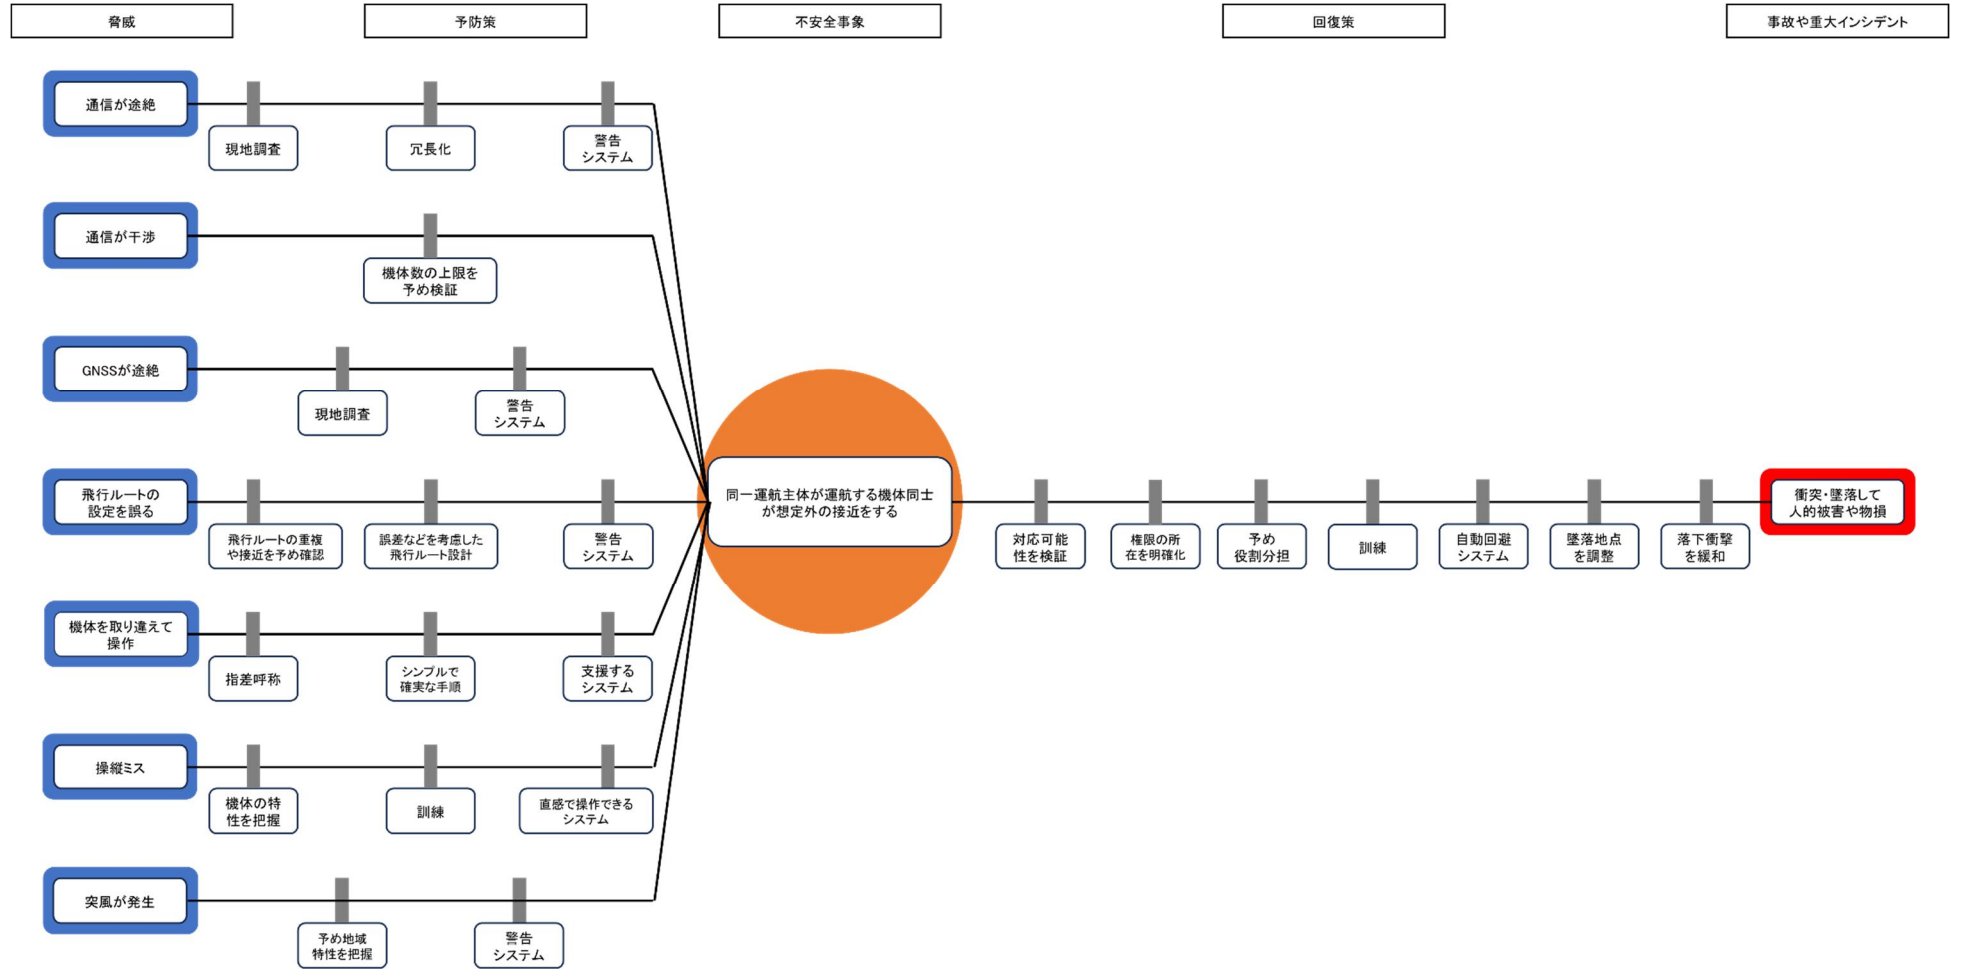 脅威
予防策
不安全事象
回復策
事故や重大インシデント
通信が途絶
現地調査
冗長化
警告
システム
通信が干渉
機体数の上限を
予め検証
GNSSが途絶
現地調査
警告
システム
飛行ルートの
設定を誤る
飛行ルートの重複
や接近を予め確認
誤差などを考慮した
飛行ルート設計
警告
システム
同一運航主体が運航する機体同士
が想定外の接近をする
対応可能
性を検証
権限の所
在を明確化
予め
役割分担
訓練
自動回避
システム
墜落地点
を調整
落下衝撃
を緩和
衝突・墜落して
人的被害や物損
機体を取り違えて
操作
指差呼称
シンプルで
確実な手順
支援する
システム
操縦ミス
機体の特
性を把握
訓練
直感で操作できる
システム
突風が発生
予め地域
特性を把握
警告
システム